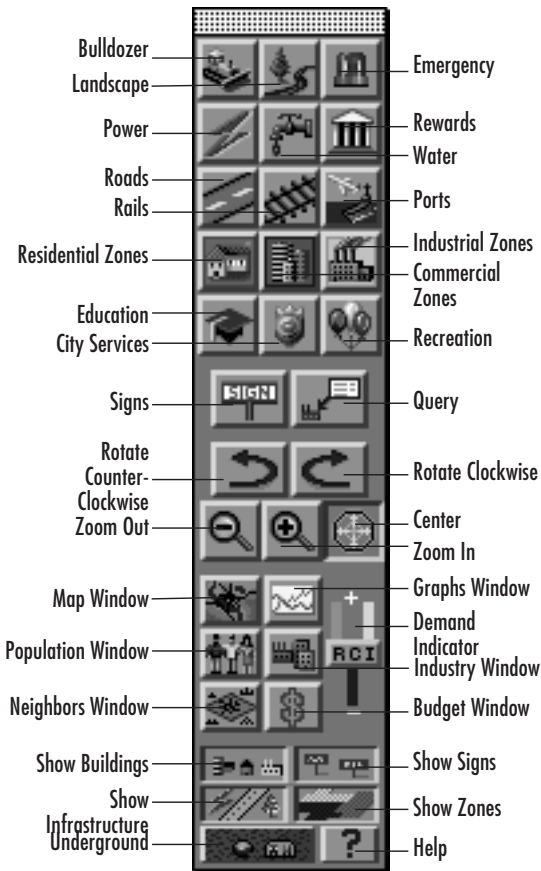 Bulldozer
Landscape
Emergency
Power
Rewards
Water
Roads
Rails
Ports
Residential Zones
Industrial Zones
Commercial
Zones
Education
City Services
Recreation
SIGN
Signs
Query
Rotate
Counter-
Clockwise
Rotate Clockwise
Zoom Out
Center
Zoom In
Map Window
Graphs Window
+
Demand
Indicator
Population Window
RCI
Industry Window
Neighbors Window
$
–
Budget Window
Show Buildings
Show Signs
Show
Infrastructure
Show Zones
Underground
?
Help